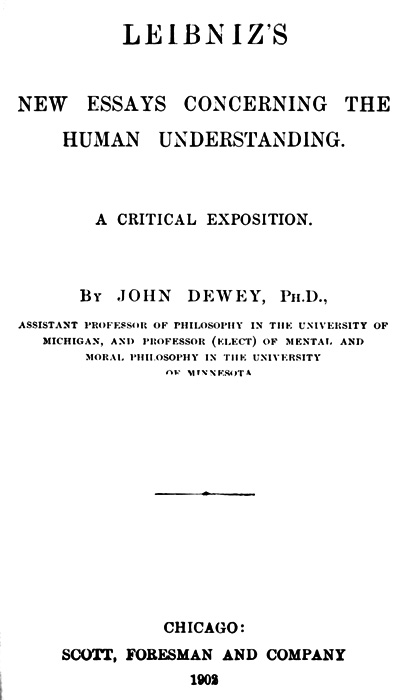 LEIBNIZ'S
NEW ESSAYS CONCERNING THE
HUMAN UNDERSTANDING.
A CRITICAL EXPOSITION.
BY JOHN DEWEY, PH.D.,
ASSISTANT PROFESSOR OF PHILOSOPHY IN THE UNIVERSITY OF
MICHIGAN, AND PROFESSOR (ELECT) OF MENTAL AND
MORAL PHILOSOPHY IN THE UNIVERSITY
OF MINNESOTA
CHICAGO:
SCOTT, FORESMAN AND COMPANY
1902